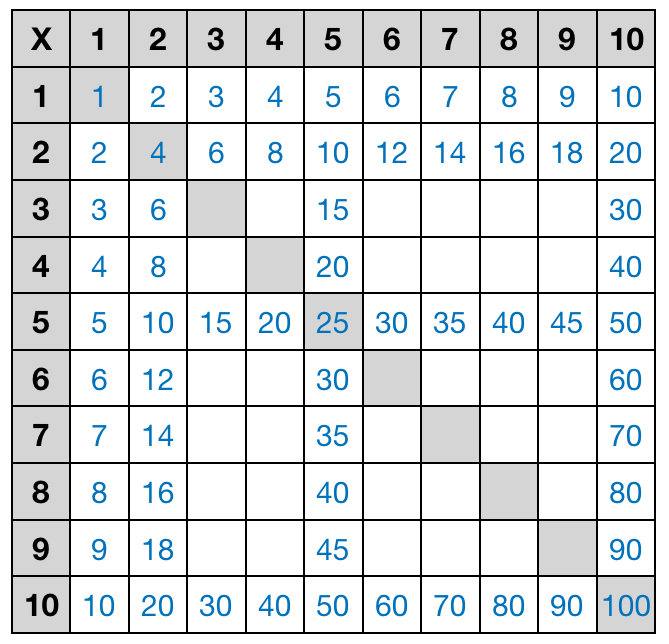 X 1 2 3 4 5 6 7 8 9 10
1 1 2 3 4 5 6 7 8 9 10
2 2 4 6 8 10 12 14 16 18 20
3 3 6 15 30
4 4 8 20 40
5 5 10 15 20 25 30 35 40 45 50
6 6 12 30 60
7 7 14 35 70
8 8 16 40 80
9 9 18 45 90
10 10 20 30 40 50 60 70 80 90 100